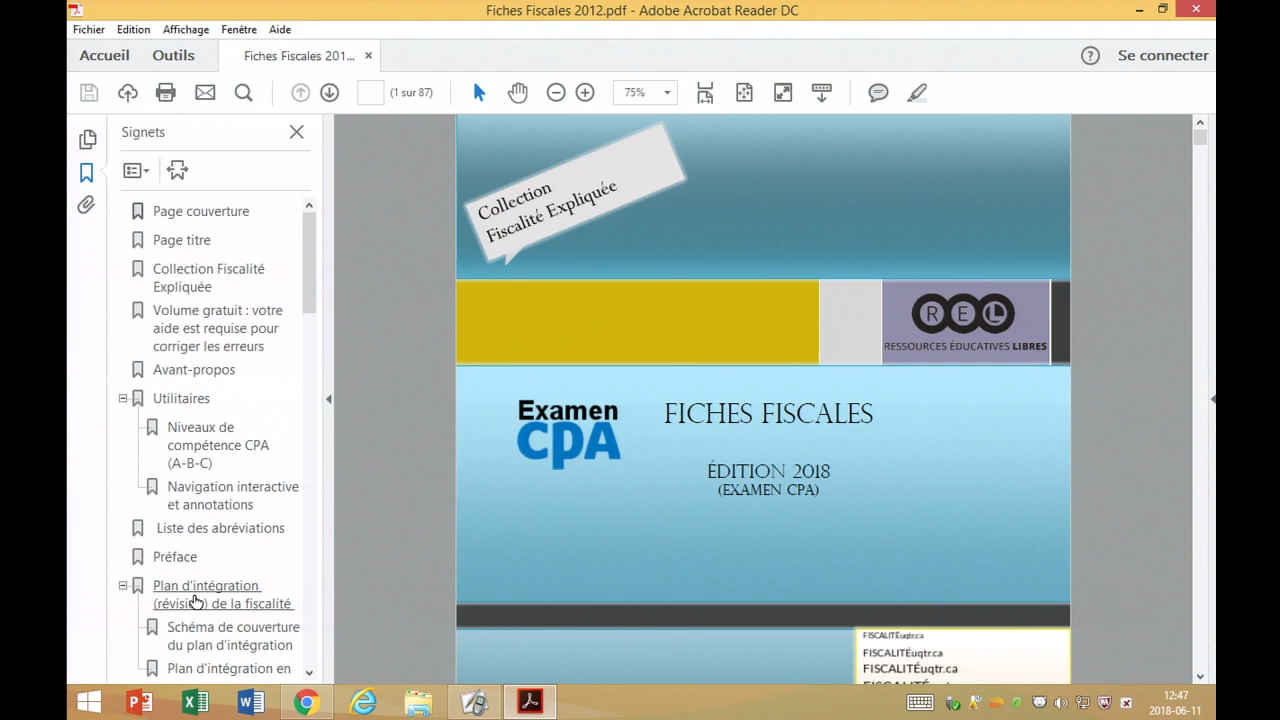 Fiches Fiscales 2012.pdf - Adobe Acrobat Reader DC
Fichier Edition Affichage Fenêtre Aide
Accueil Outils Fiches Fiscales 201... × ? Se connecter
(1 sur 87) 75%
Signets
Page couverture
Page titre
Collection Fiscalité
Expliquée
Volume gratuit : votre
aide est requise pour
corriger les erreurs
Avant-propos
Utilitaires
Niveaux de
compétence CPA
(A-B-C)
Navigation interactive
et annotations
Liste des abréviations
Préface
Plan d'intégration
(révision) de la fiscalité
Schéma de couverture
du plan d'intégration
Plan d'intégration en
Collection
Fiscalité Expliquée
REL
RESSOURCES ÉDUCATIVES LIBRES
Examen
CPA
FICHES FISCALES
ÉDITION 2018
(EXAMEN CPA)
FISCALITÉuqtr.ca
FISCALITÉuqtr.ca
FISCALITÉuqtr.ca
FISCALITÉuqtr.ca
12:47
2018-06-11